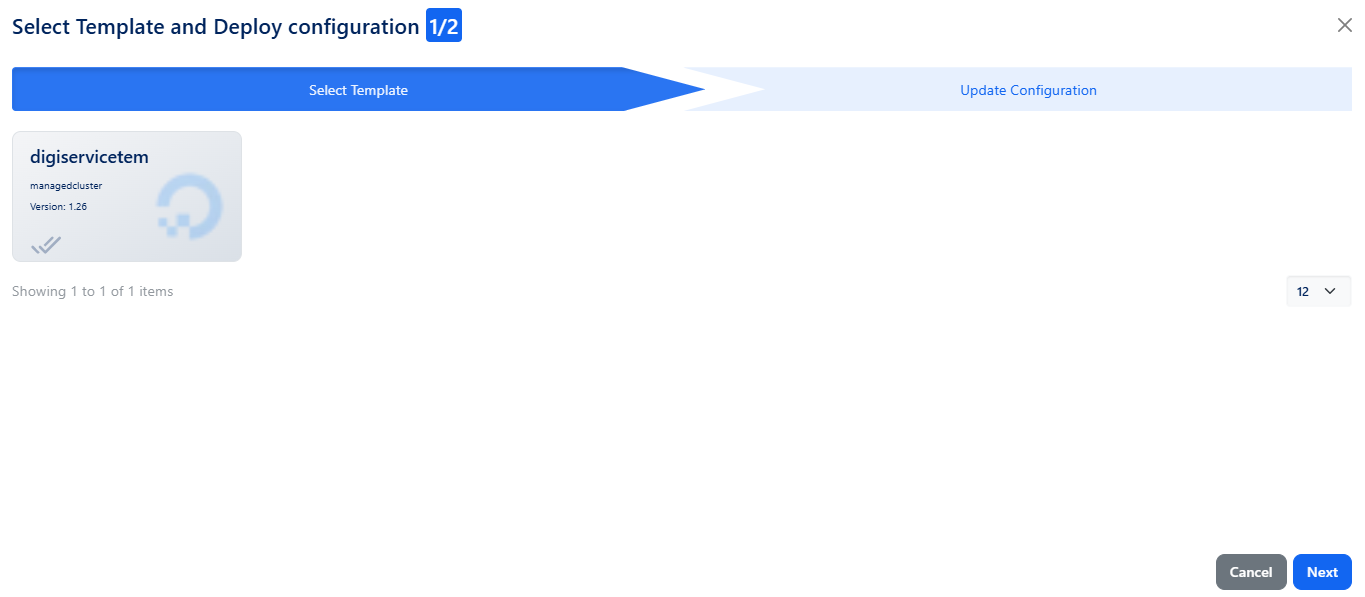 Select Template and Deploy configuration 1/2
Select Template
Update Configuration
digiservicetem
managedcluster
Version: 1.26
Showing 1 to 1 of 1 items
12
Cancel
Next